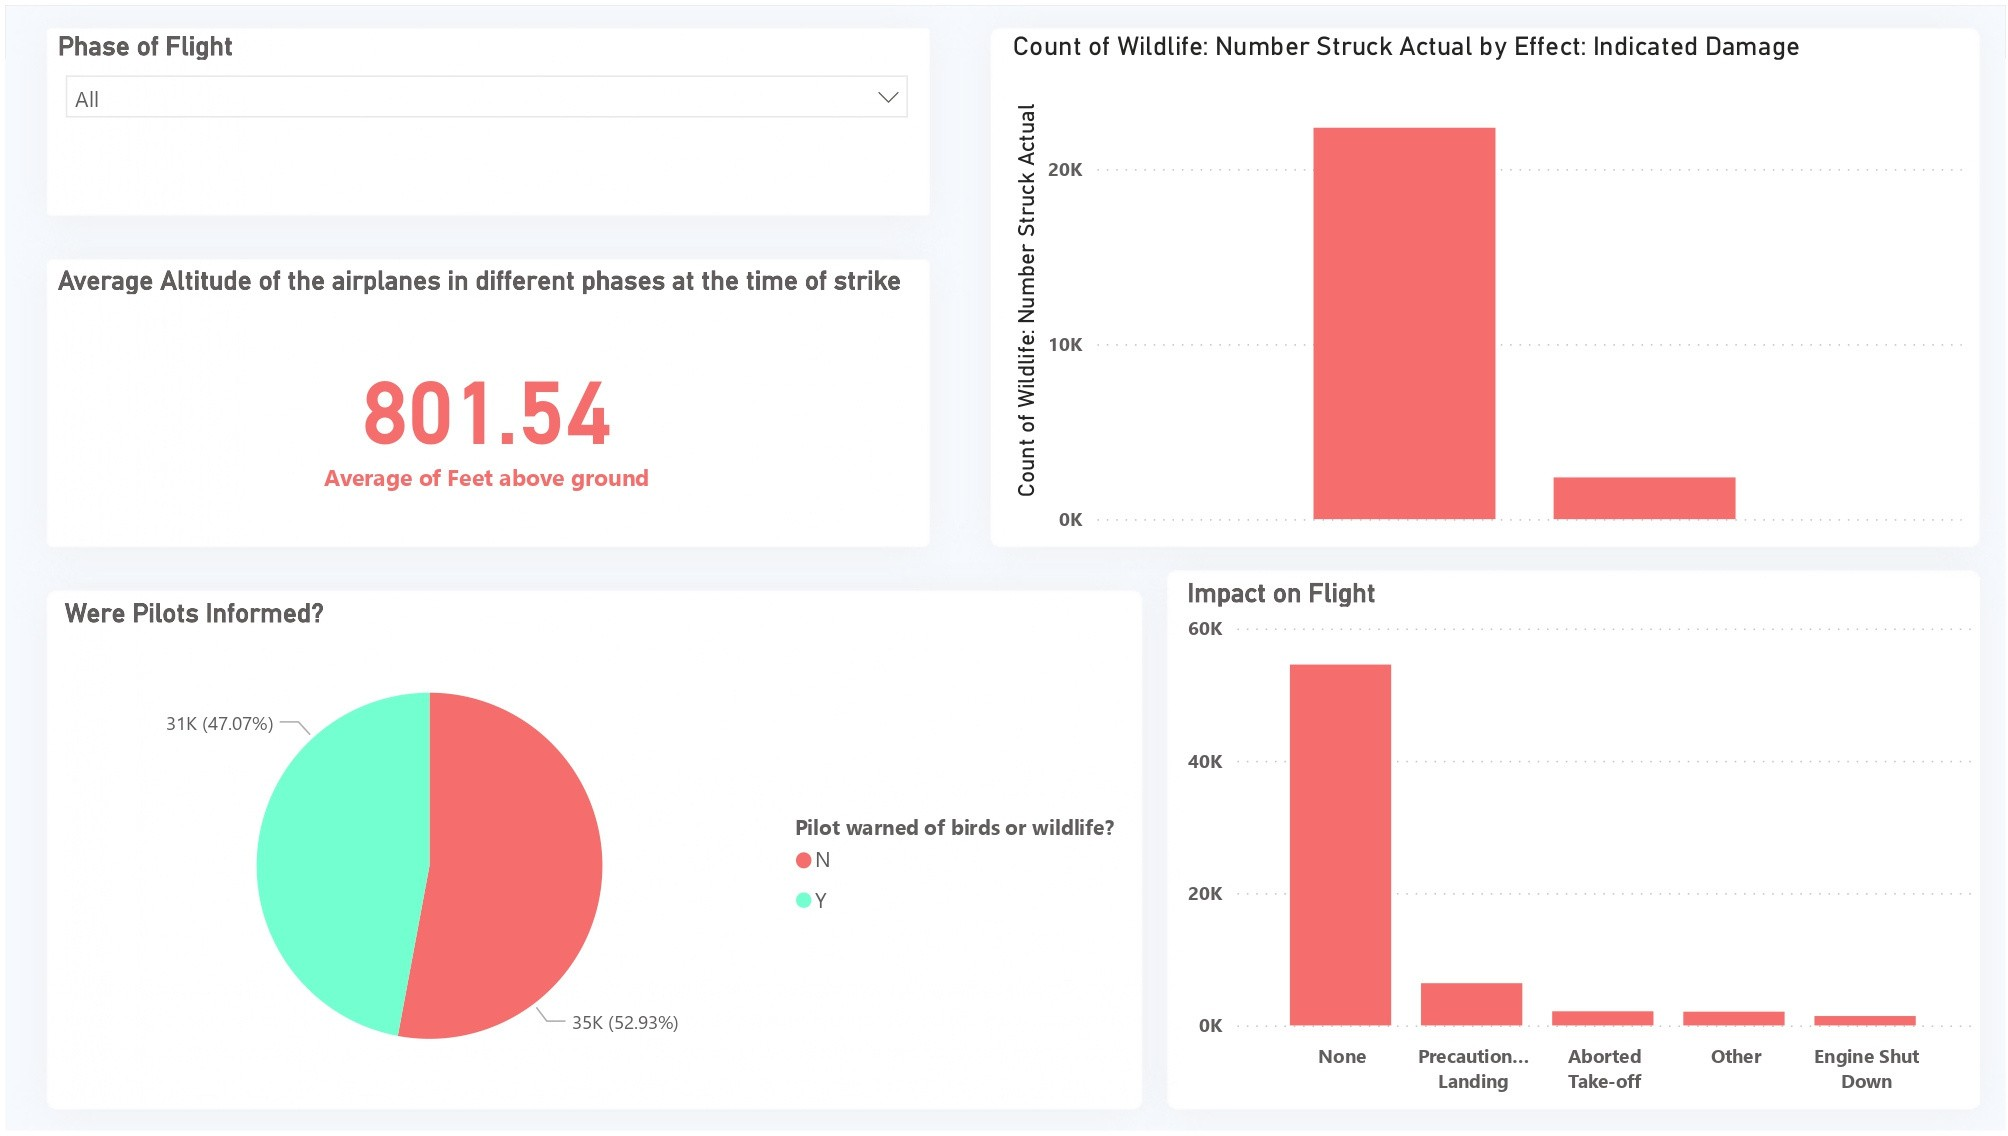 Phase of Flight
All
Average Altitude of the airplanes in different phases at the time of strike
801.54
Average of Feet above ground
Count of Wildlife: Number Struck Actual by Effect: Indicated Damage
Count of Wildlife: Number Struck Actual
20K
10K
0K
Were Pilots Informed?
31K (47.07%)
35K (52.93%)
Pilot warned of birds or wildlife?
N
Y
Impact on Flight
60K
40K
20K
0K
None
Precaution...
Landing
Aborted
Take-off
Other
Engine Shut
Down